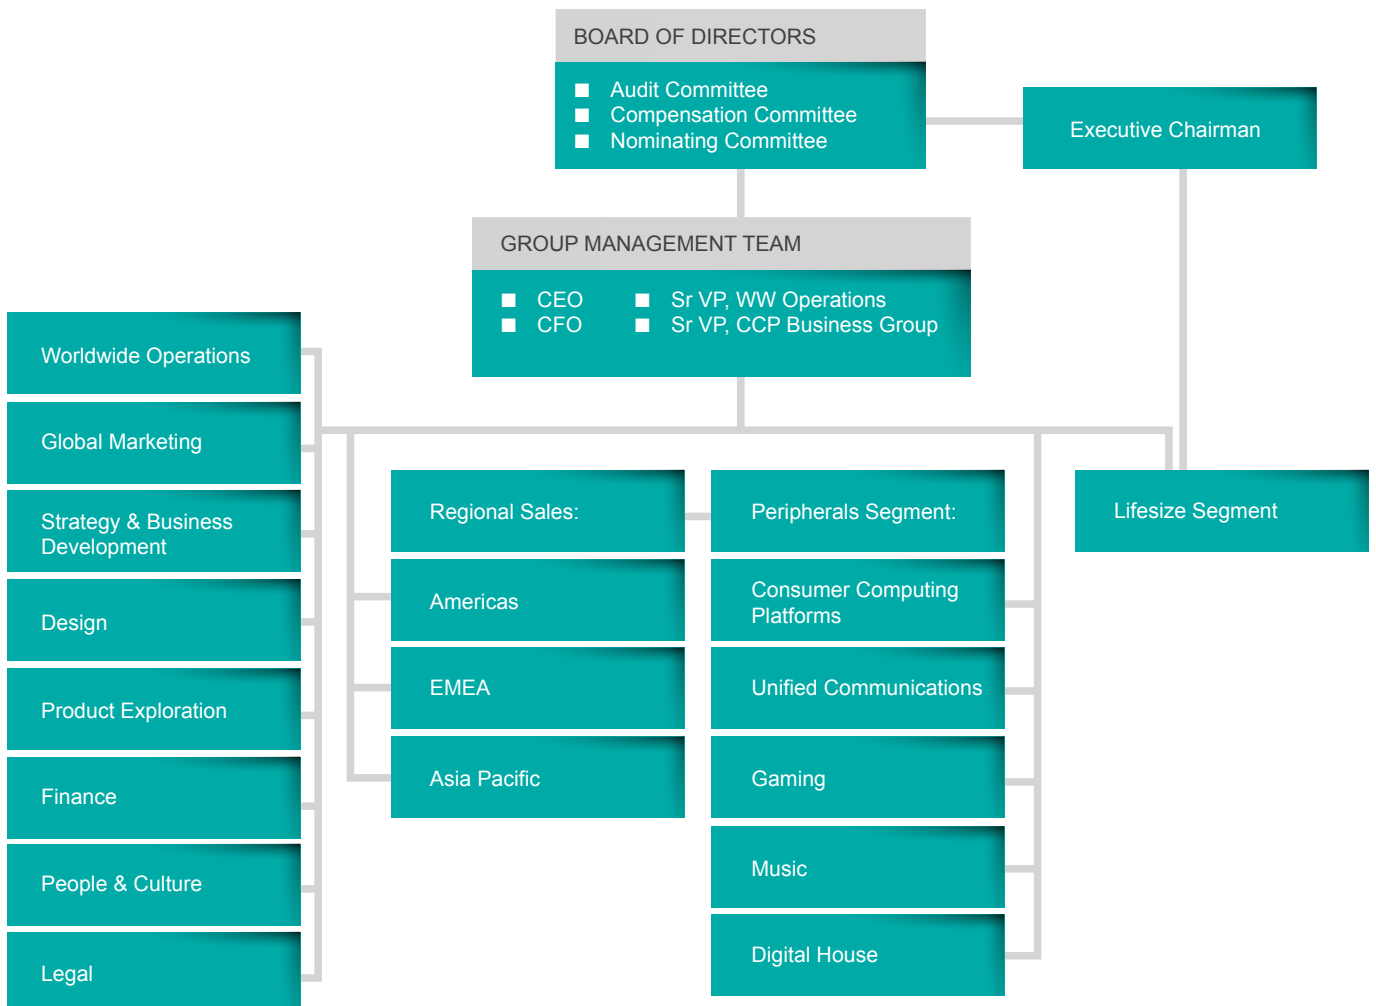 BOARD OF DIRECTORS
Audit Committee
Compensation Committee
Nominating Committee
Executive Chairman
GROUP MANAGEMENT TEAM
CEO
CFO
Sr VP, WW Operations
Sr VP, CCP Business Group
Worldwide Operations
Global Marketing
Strategy & Business
Development
Design
Product Exploration
Finance
People & Culture
Legal
Regional Sales:
Americas
EMEA
Asia Pacific
Peripherals Segment:
Consumer Computing
Platforms
Unified Communications
Gaming
Music
Digital House
Lifesize Segment